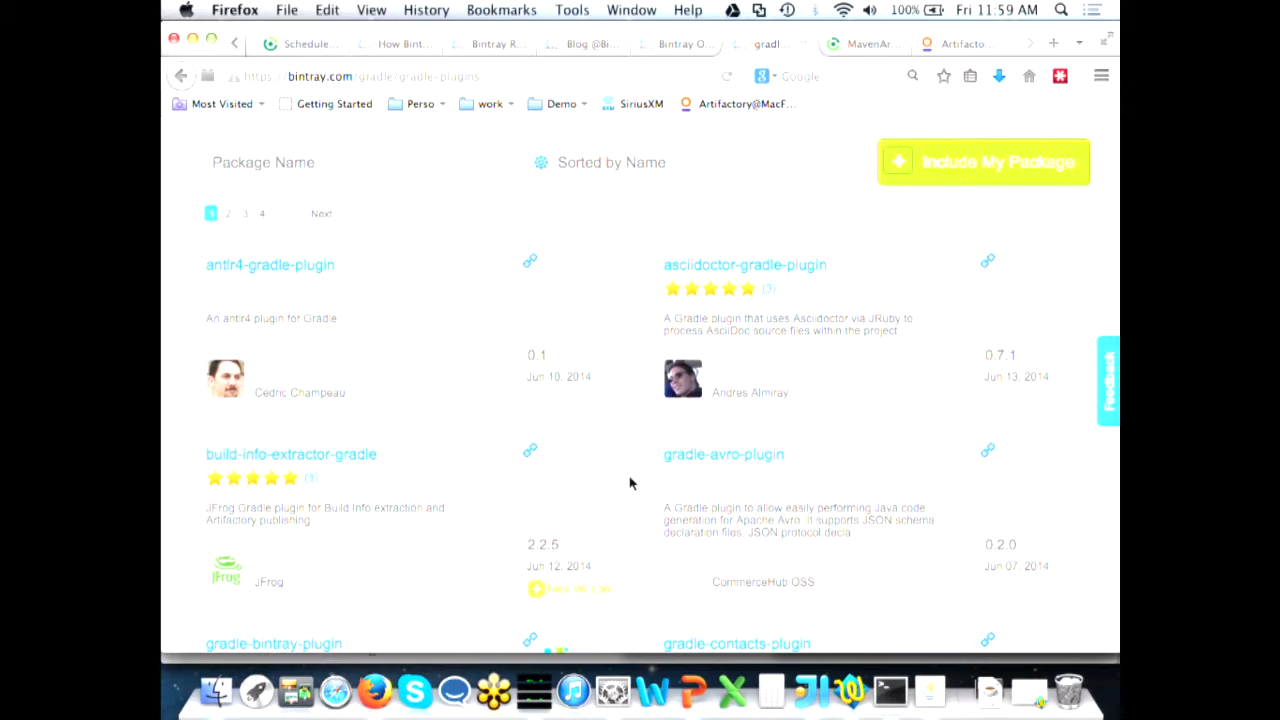 Firefox File Edit View History Bookmarks Tools Window Help 100% Fri 11:59 AM
Schedule... How Bint... Bintray R... Blog @Bi... Bintray O... gradl... MavenAr... Artifacto...
https://bintray.com/gradle/gradle-plugins Google
Most Visited Getting Started Perso work Demo SiriusXM Artifactory@MacF...
Package Name Sorted by Name Include My Package
1 2 3 4 Next
antlr4-gradle-plugin
An antlr4 plugin for Gradle
0.1
Jun 10, 2014
Cedric Champeau
asciidoctor-gradle-plugin
(3)
A Gradle plugin that uses Asciidoctor via JRuby to
process AsciiDoc source files within the project
0.7.1
Jun 13, 2014
Andres Almiray
Feedback
build-info-extractor-gradle
JFrog Gradle plugin for Build Info extraction and
Artifactory publishing
2.2.5
Jun 12, 2014
JFrog
JFrog
gradle-avro-plugin
A Gradle plugin to allow easily performing Java code
generation for Apache Avro. It supports JSON schema
declaration files, JSON protocol decla
0.2.0
Jun 07, 2014
CommerceHub OSS
gradle-bintray-plugin
gradle-contacts-plugin